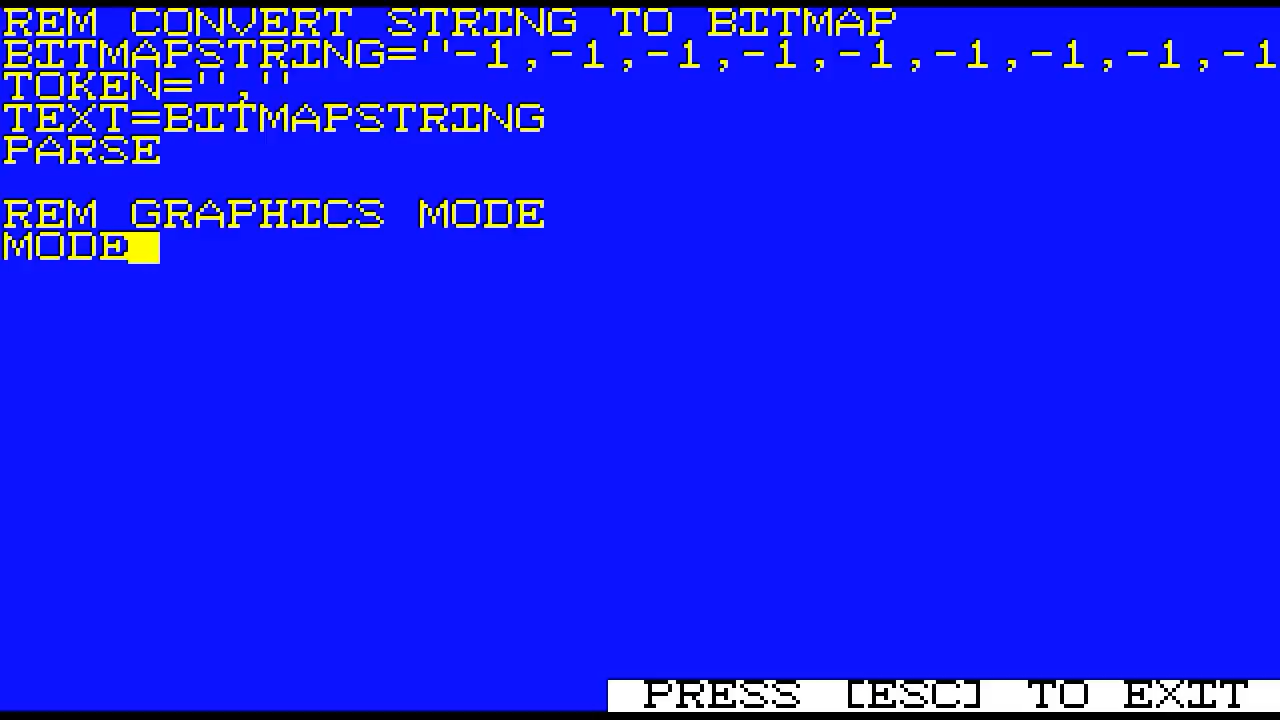 REM CONVERT STRING TO BITMAP
BITMAPSTRING="-1,-1,-1,-1,-1,-1,-1,-1,-1
TOKEN=","
TEXT=BITMAPSTRING
PARSE
REM GRAPHICS MODE
MODE
PRESS [ESC] TO EXIT